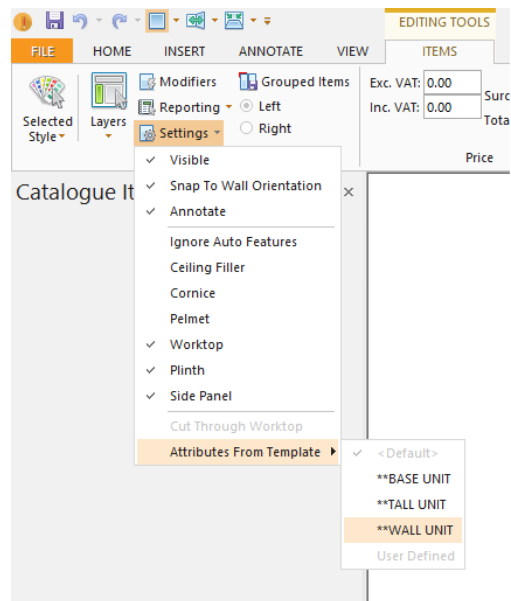 EDITING TOOLS
FILE HOME INSERT ANNOTATE VIEW ITEMS
Modifiers Grouped Items Exc. VAT: 0.00
Reporting Left Inc. VAT: 0.00
Selected Style Layers Settings Right
Price
Visible
Catalogue
Snap To Wall Orientation
Annotate
Ignore Auto Features
Ceiling Filler
Cornice
Pelmet
Worktop
Plinth
Side Panel
Cut Through Worktop
Attributes From Template <Default>
**BASE UNIT
**TALL UNIT
**WALL UNIT
User Defined